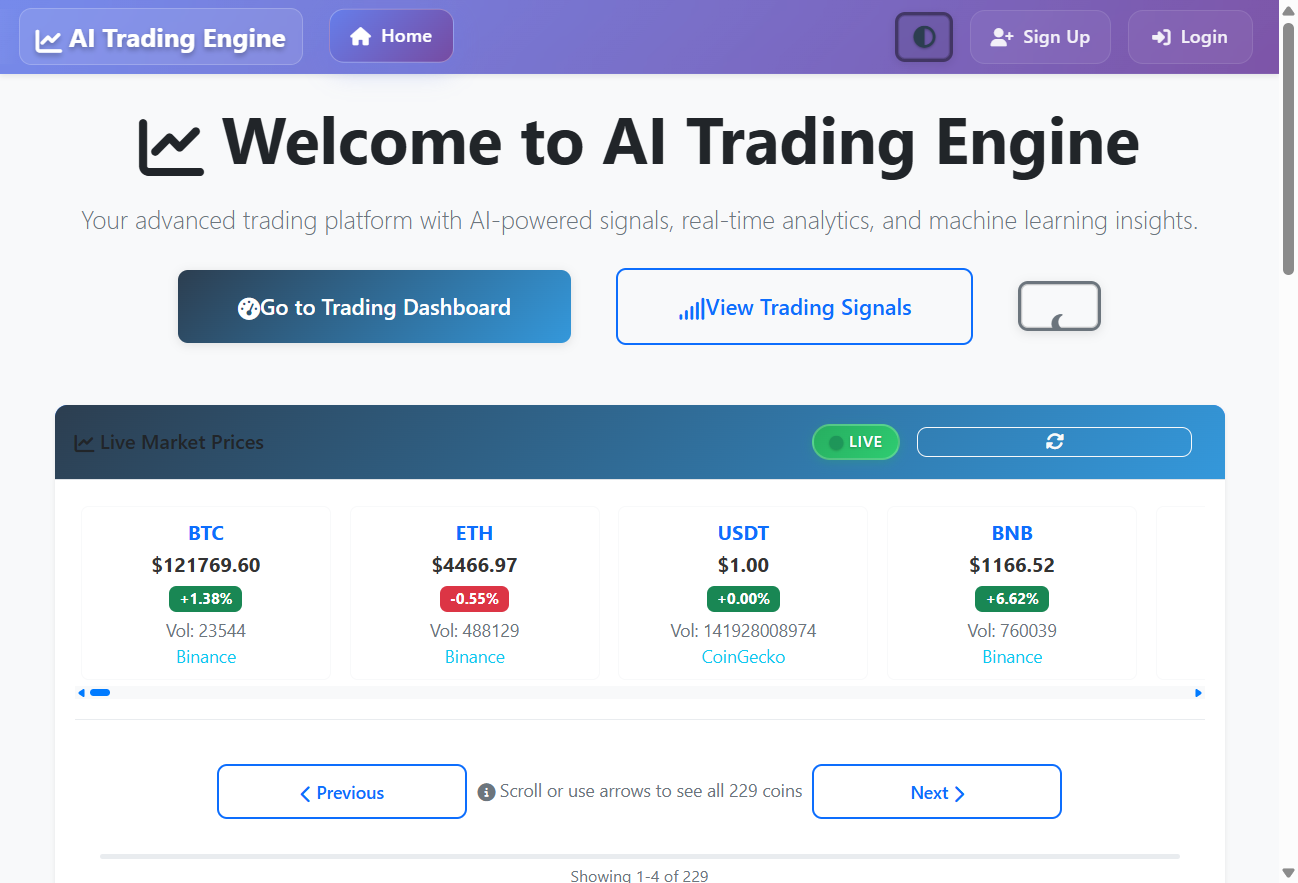 AI Trading Engine
Home
Sign Up
Login
Welcome to AI Trading Engine
Your advanced trading platform with AI-powered signals, real-time analytics, and machine learning insights.
Go to Trading Dashboard
View Trading Signals
Live Market Prices
LIVE
BTC
$121769.60
+1.38%
Vol: 23544
Binance
ETH
$4466.97
-0.55%
Vol: 488129
Binance
USDT
$1.00
+0.00%
Vol: 141928008974
CoinGecko
BNB
$1166.52
+6.62%
Vol: 760039
Binance
Previous
Scroll or use arrows to see all 229 coins
Next
Showing 1-4 of 229